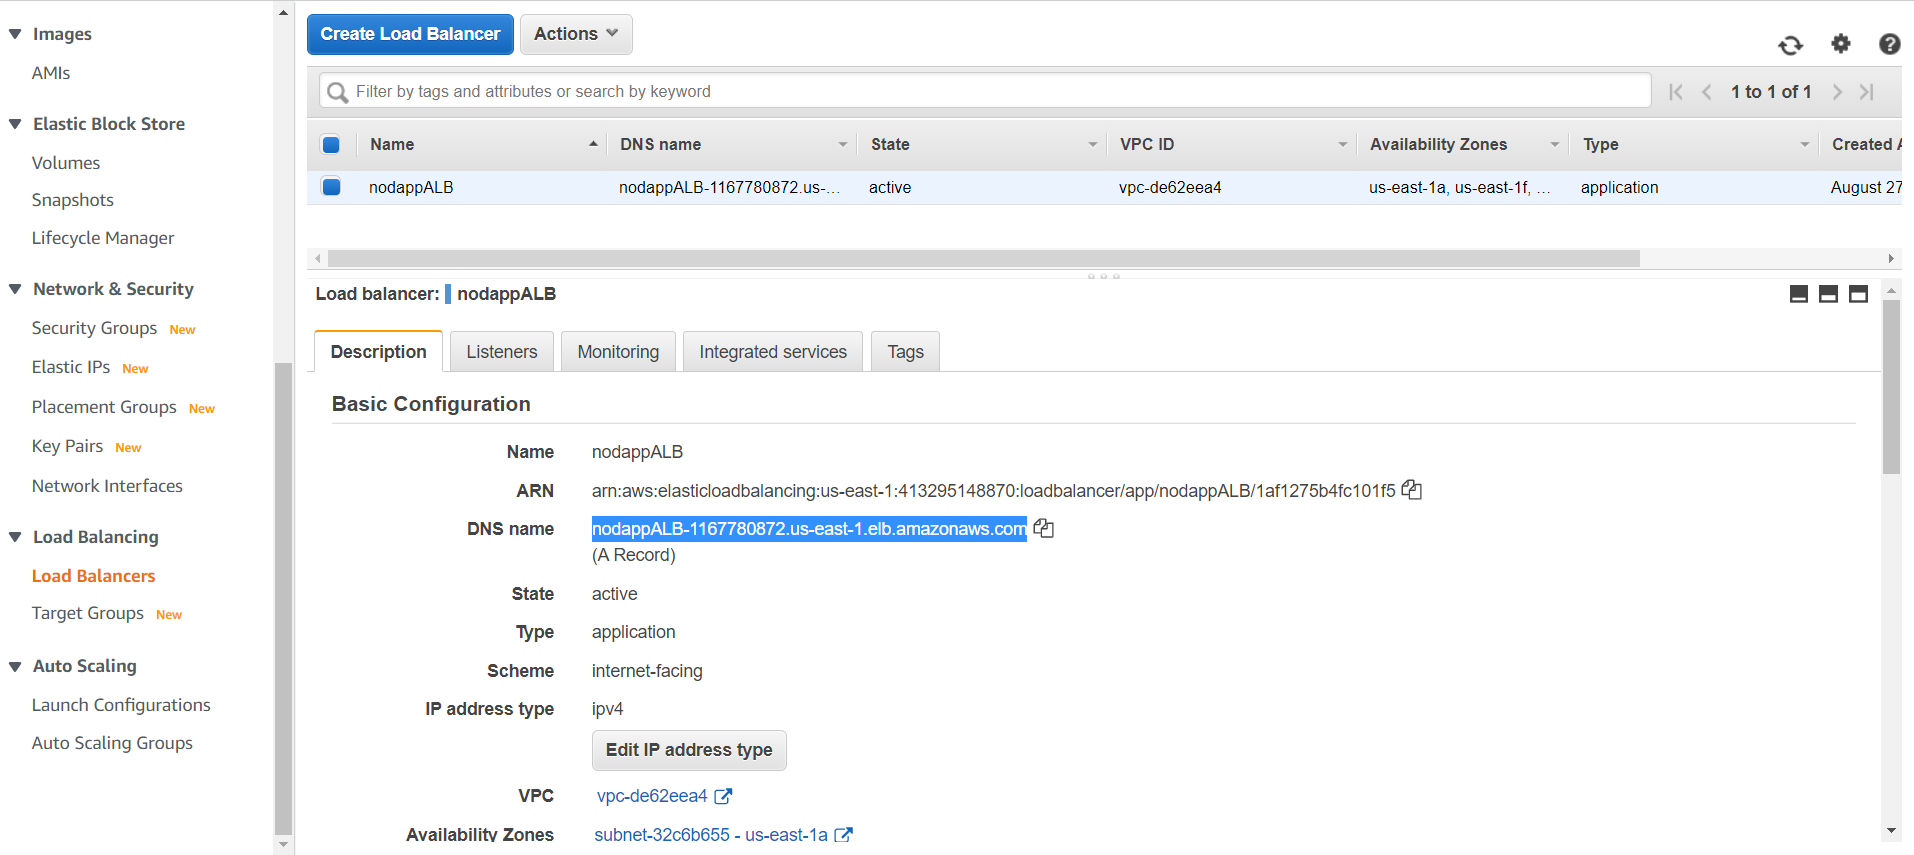 Images
AMIs
Elastic Block Store
Volumes
Snapshots
Lifecycle Manager
Network & Security
Security Groups New
Elastic IPs New
Placement Groups New
Key Pairs New
Network Interfaces
Load Balancing
Load Balancers
Target Groups New
Auto Scaling
Launch Configurations
Auto Scaling Groups
Create Load Balancer Actions
Filter by tags and attributes or search by keyword 1 to 1 of 1
Name DNS name State VPC ID Availability Zones Type Created A
nodappALB nodappALB-1167780872.us-... active vpc-de62eea4 us-east-1a, us-east-1f, ... application August 27
Load balancer: nodappALB
Description Listeners Monitoring Integrated services Tags
Basic Configuration
Name nodappALB
ARN arn:aws:elasticloadbalancing:us-east-1:413295148870:loadbalancer/app/nodappALB/1af1275b4fc101f5
DNS name nodappALB-1167780872.us-east-1.elb.amazonaws.com
(A Record)
State active
Type application
Scheme internet-facing
IP address type ipv4
Edit IP address type
VPC vpc-de62eea4
Availability Zones subnet-32c6b655 - us-east-1a